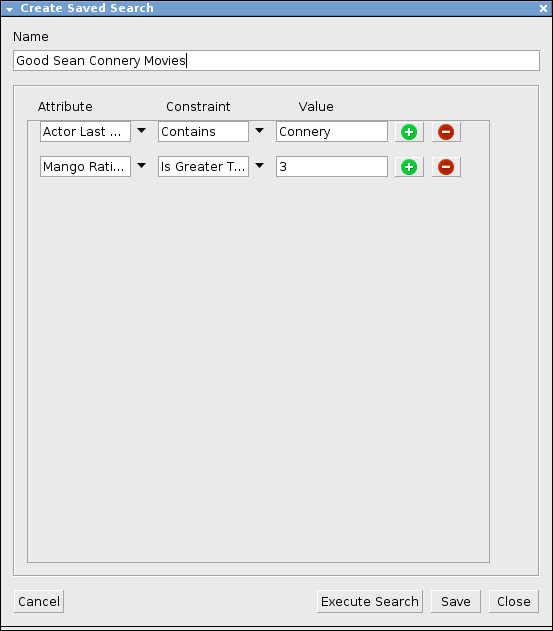 Create Saved Search
Name
Good Sean Connery Movies
Attribute Constraint Value
Actor Last ... Contains Connery
Mango Rati... Is Greater T... 3
Cancel Execute Search Save Close